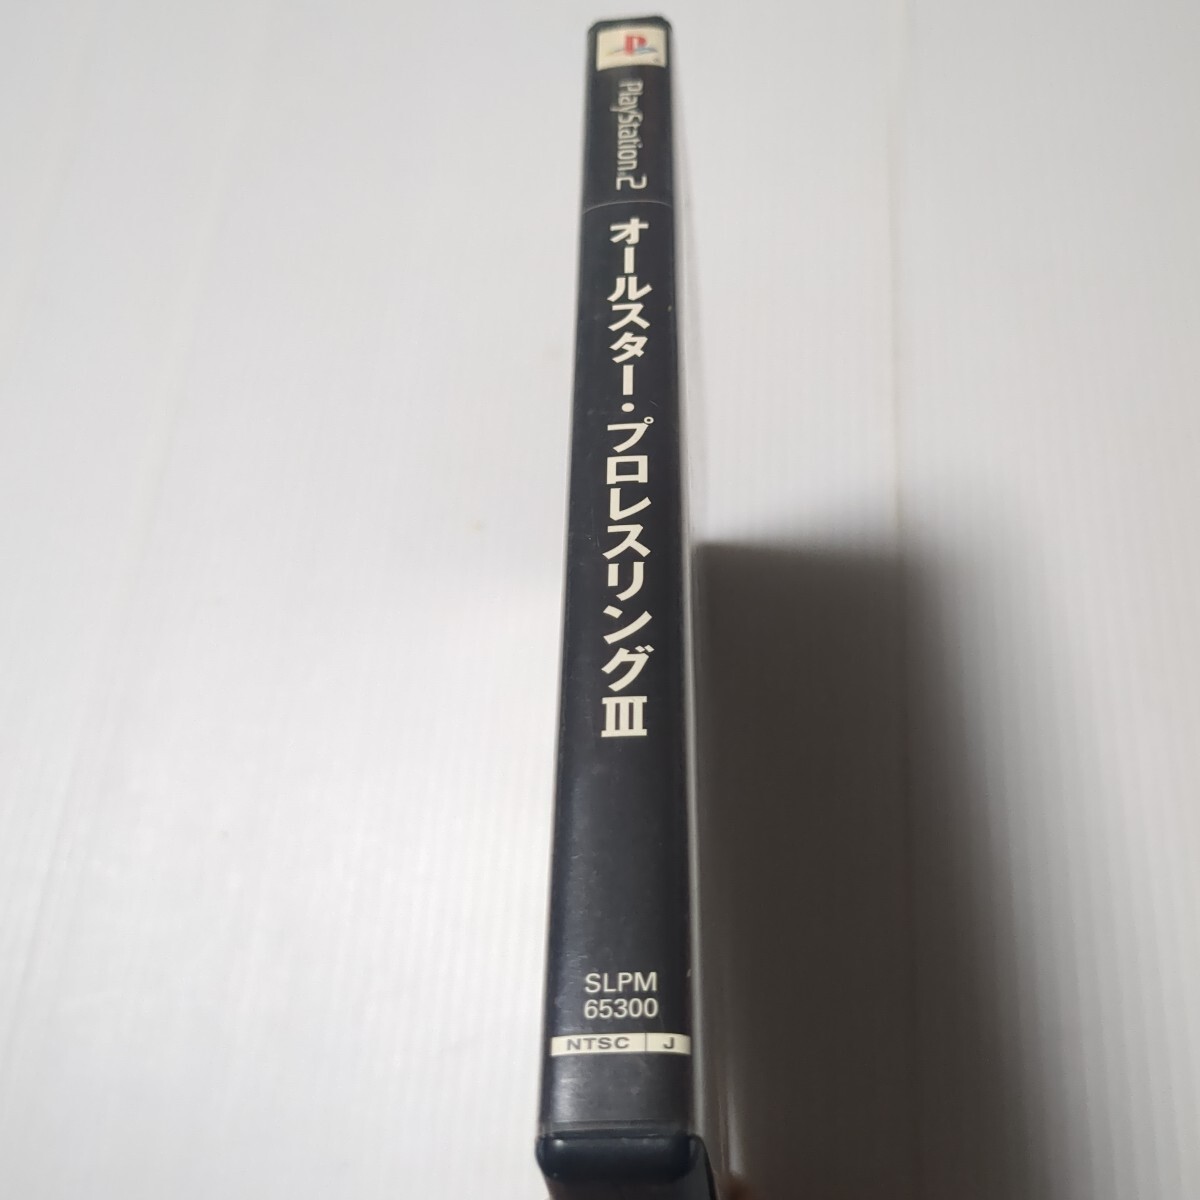 PlayStation.2
オールスター・プロレスリングIII
SLPM
65300
NTSC J